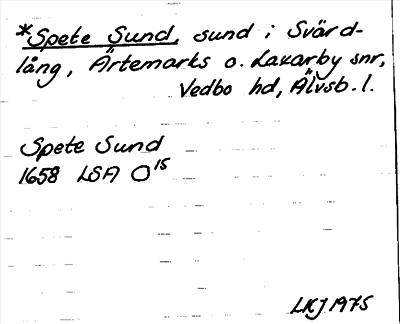 *Spete Sund, sund i Svärd-
lång, Ärtemarks o. Laxarby snr,
Vedbo hd, Älvsb. l.
Spete Sund
1658 LSA O¹⁵
LKJ 1975